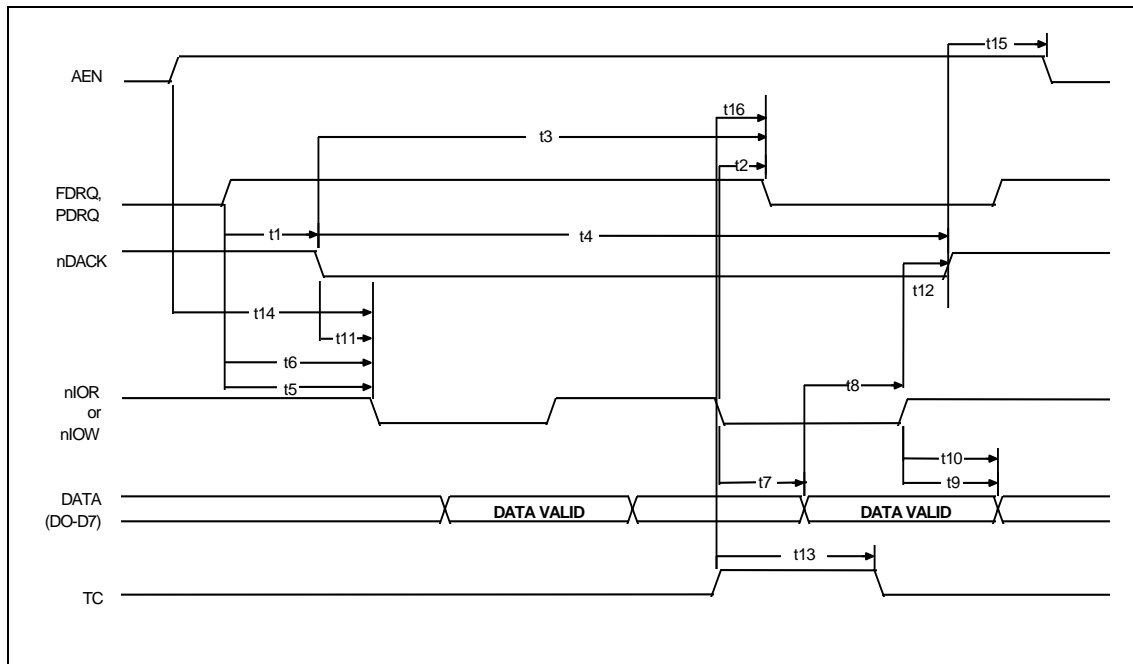 t15
AEN
t16
t3
t2
FDRQ,
PDRQ
t1
t4
nDACK
t12
t14
t11
t6
t8
t5
nIOR
or
nIOW
t10
t7
t9
DATA
(DO-D7)
DATA VALID
DATA VALID
t13
TC